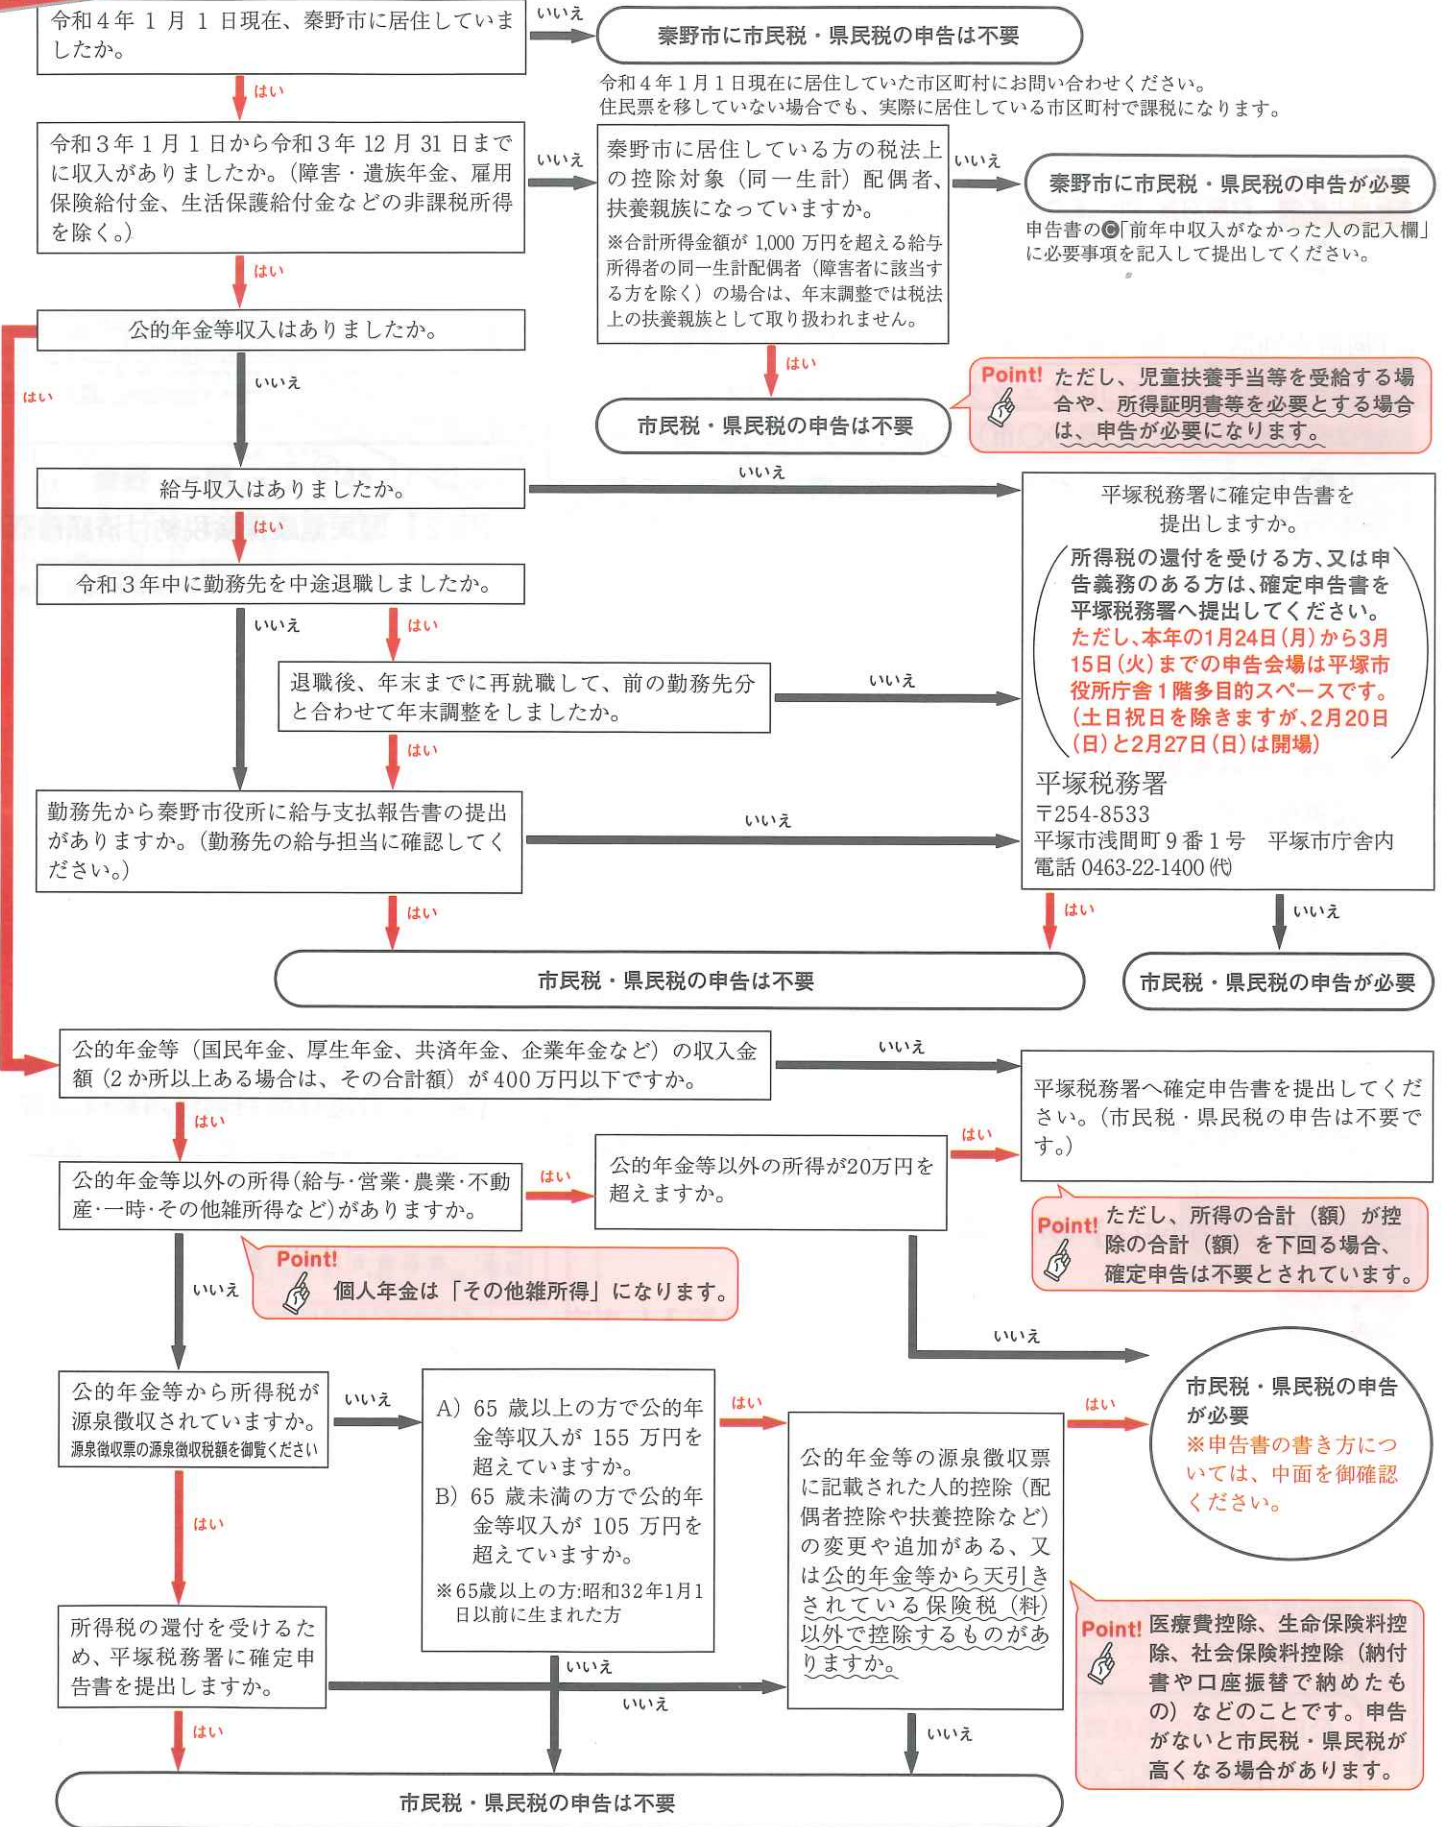 令和４年 1 月 1 日現在、秦野市に居住していま
したか。
いいえ
秦野市に市民税・県民税の申告は不要
令和４年１月１日現在に居住していた市区町村にお問い合わせください。
住民票を移していない場合でも、実際に居住している市区町村で課税になります。
はい
令和３年１月１日から令和３年 12 月 31 日まで
に収入がありましたか。（障害・遺族年金、雇用
保険給付金、生活保護給付金などの非課税所得
を除く。）
いいえ
秦野市に居住している方の税法上
の控除対象（同一生計）配偶者、
扶養親族になっていますか。
※合計所得金額が 1,000 万円を超える給与
所得者の同一生計配偶者（障害者に該当す
る方を除く）の場合は、年末調整では税法
上の扶養親族として取り扱われません。
いいえ
秦野市に市民税・県民税の申告が必要
申告書のⒸ「前年中収入がなかった人の記入欄」
に必要事項を記入して提出してください。
はい
はい
市民税・県民税の申告は不要
Point!
ただし、児童扶養手当等を受給する場
合や、所得証明書等を必要とする場合
は、申告が必要になります。
公的年金等収入はありましたか。
はい
いいえ
給与収入はありましたか。
いいえ
はい
令和３年中に勤務先を中途退職しましたか。
いいえ
はい
退職後、年末までに再就職して、前の勤務先分
と合わせて年末調整をしましたか。
いいえ
はい
勤務先から秦野市役所に給与支払報告書の提出
がありますか。（勤務先の給与担当に確認してく
ださい。）
いいえ
はい
平塚税務署に確定申告書を
提出しますか。
所得税の還付を受ける方、又は申
告義務のある方は、確定申告書を
平塚税務署へ提出してください。
ただし、本年の1月24日（月）から3月
15日（火）までの申告会場は平塚市
役所庁舎１階多目的スペースです。
（土日祝日を除きますが、2月20日
（日）と2月27日（日）は開場）
平塚税務署
〒254-8533
平塚市浅間町９番１号　平塚市庁舎内
電話 0463-22-1400 ㈹
はい
いいえ
市民税・県民税の申告は不要
市民税・県民税の申告が必要
公的年金等（国民年金、厚生年金、共済年金、企業年金など）の収入金
額（2 か所以上ある場合は、その合計額）が 400 万円以下ですか。
いいえ
平塚税務署へ確定申告書を提出してくだ
さい。（市民税・県民税の申告は不要で
す。）
はい
公的年金等以外の所得（給与・営業・農業・不動
産・一時・その他雑所得など）がありますか。
はい
公的年金等以外の所得が20万円を
超えますか。
はい
Point!
ただし、所得の合計（額）が控
除の合計（額）を下回る場合、
確定申告は不要とされています。
Point!
個人年金は「その他雑所得」になります。
いいえ
いいえ
公的年金等から所得税が
源泉徴収されていますか。
源泉徴収票の源泉徴収税額を御覧ください
いいえ
A）65 歳以上の方で公的年
金等収入が 155 万円を
超えていますか。
B）65 歳未満の方で公的年
金等収入が 105 万円を
超えていますか。
※65歳以上の方:昭和32年1月1
日以前に生まれた方
はい
公的年金等の源泉徴収票
に記載された人的控除（配
偶者控除や扶養控除など）
の変更や追加がある、又
は公的年金等から天引き
されている保険税（料）
以外で控除するものがあ
りますか。
はい
市民税・県民税の申告
が必要
※申告書の書き方につ
いては、中面を御確認
ください。
はい
所得税の還付を受けるた
め、平塚税務署に確定申
告書を提出しますか。
いいえ
いいえ
はい
いいえ
Point!
医療費控除、生命保険料控
除、社会保険料控除（納付
書や口座振替で納めたも
の）などのことです。申告
がないと市民税・県民税が
高くなる場合があります。
市民税・県民税の申告は不要